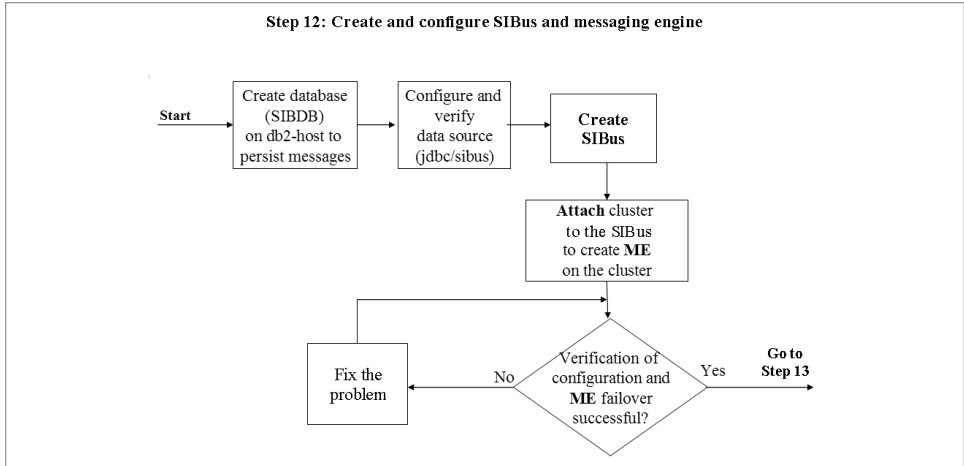 Step 12: Create and configure SIBus and messaging engine
Start
Create database
(SIBDB)
on db2-host to
persist messages
Configure and
verify
data source
(jdbc/sibus)
Create
SIBus
Attach cluster
to the SIBus
to create ME
on the cluster
Verification of
configuration and
ME failover
successful?
No
Fix the
problem
Yes
Go to
Step 13